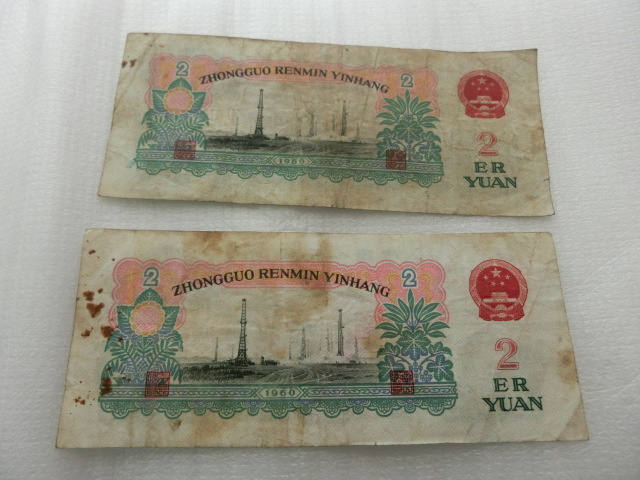 2 2
ZHONGGUO RENMIN YINHANG
2
ER
YUAN
1960
2 2
ZHONGGUO RENMIN YINHANG
2
ER
YUAN
1960